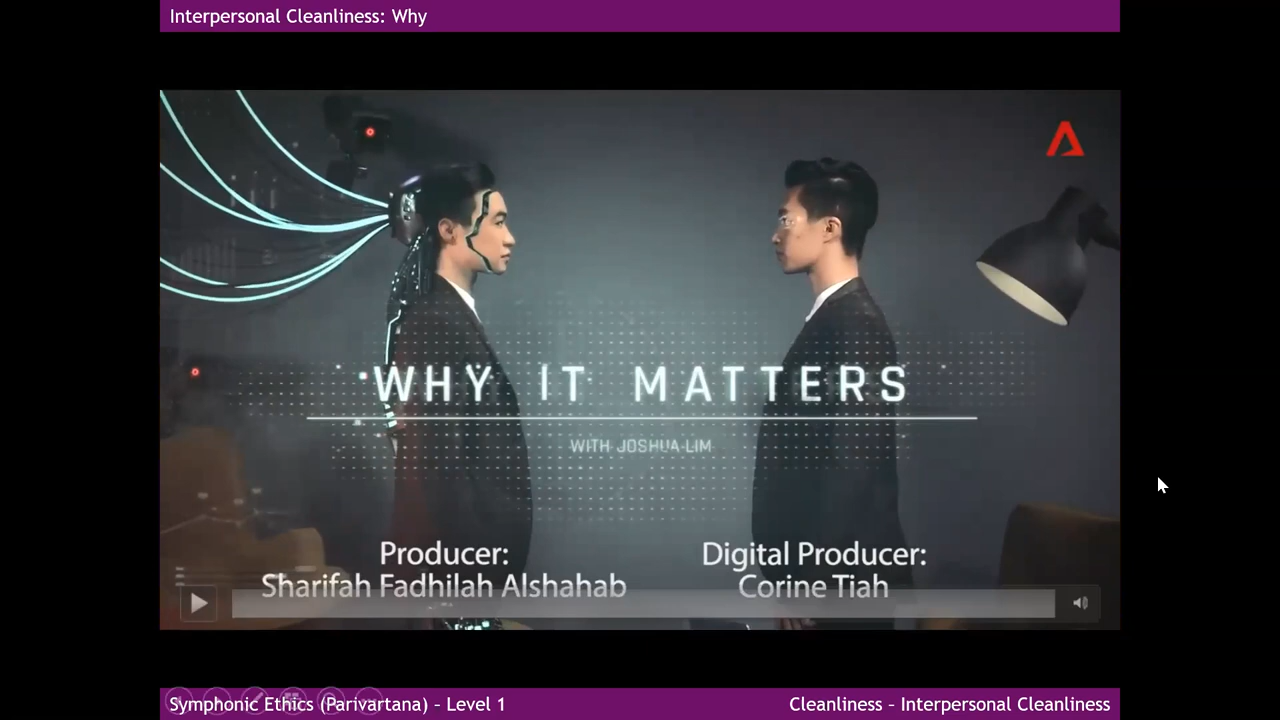 Interpersonal Cleanliness: Why
WHY IT MATTERS
WITH JOSHUA LIM
Producer:
Sharifah Fadhilah Alshahab
Digital Producer:
Corine Tiah
Symphonic Ethics (Parivartana) – Level 1
Cleanliness – Interpersonal Cleanliness